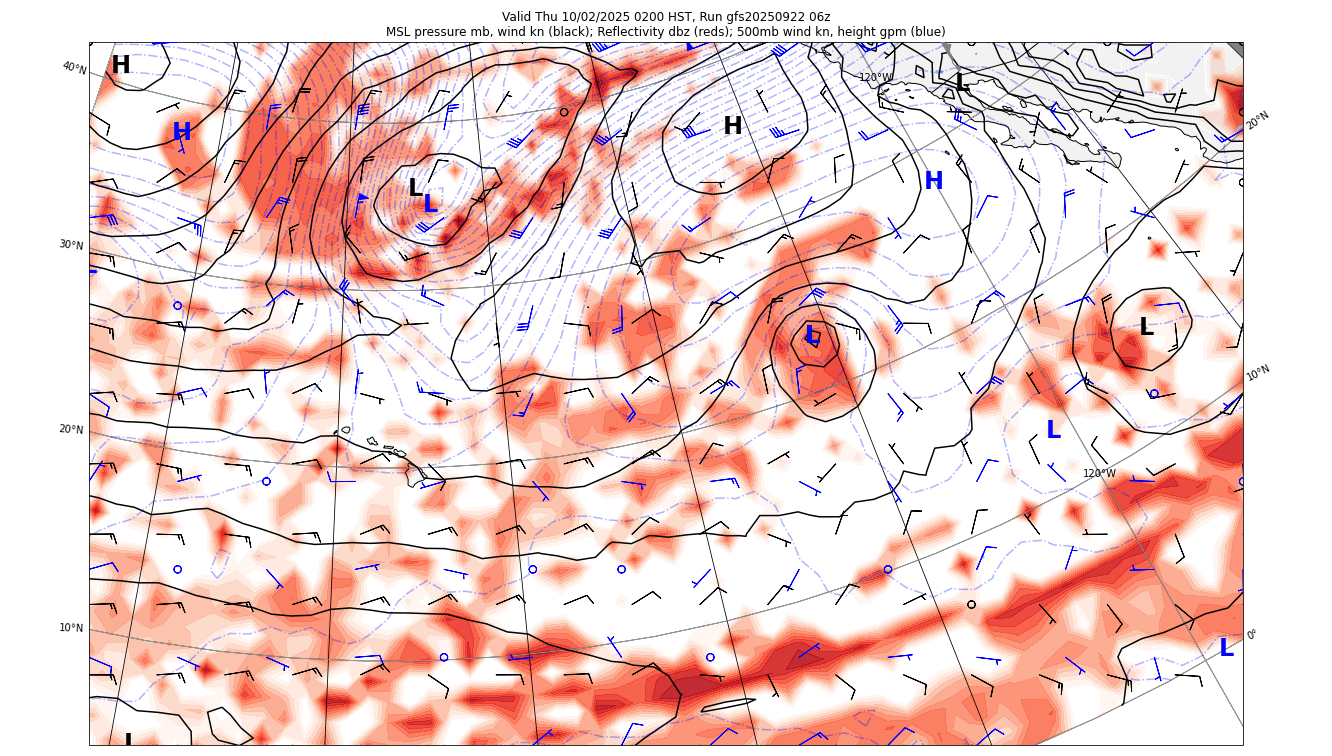 Valid Thu 10/02/2025 0200 HST, Run gfs20250922 06z
MSL pressure mb, wind kn (black); Reflectivity dbz (reds); 500mb wind kn, height gpm (blue)
H
40°N
120°W
L
20°N
H
H
H
L
L
30°N
L
L
10°N
20°N
L
120°W
10°N
0°
L
L